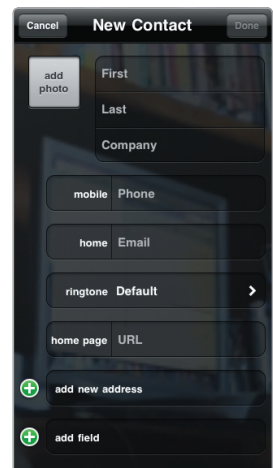 Cancel New Contact Done
add
photo
First
Last
Company
mobile Phone
home Email
ringtone Default
home page URL
add new address
add field